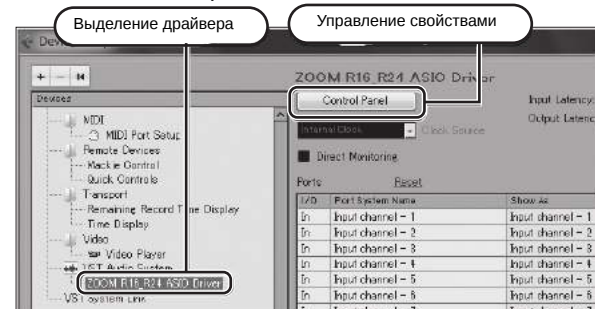 Выделение драйвера
Управление свойствами
Devi
+ - 
ZOOM R16_R24 ASIO Driver
Devices
Control Panel
Input Latency:
Output Latenc
MIDI
MIDI Port Setup
Internal Clock
Clock Source
Remote Devices
Mackie Control
Direct Monitoring
Quick Controls
Transport
Ports
Reset
Remaining Record Time Display
I/O Port System Name Show As
Time Display
In Input channel - 1 Input channel - 1
Video
In Input channel - 2 Input channel - 2
Video Player
In Input channel - 3 Input channel - 3
VST Audio System
In Input channel - 4 Input channel - 4
ZOOM R16_R24 ASIO Driver
In Input channel - 5 Input channel - 5
VST System Link
In Input channel - 6 Input channel - 6